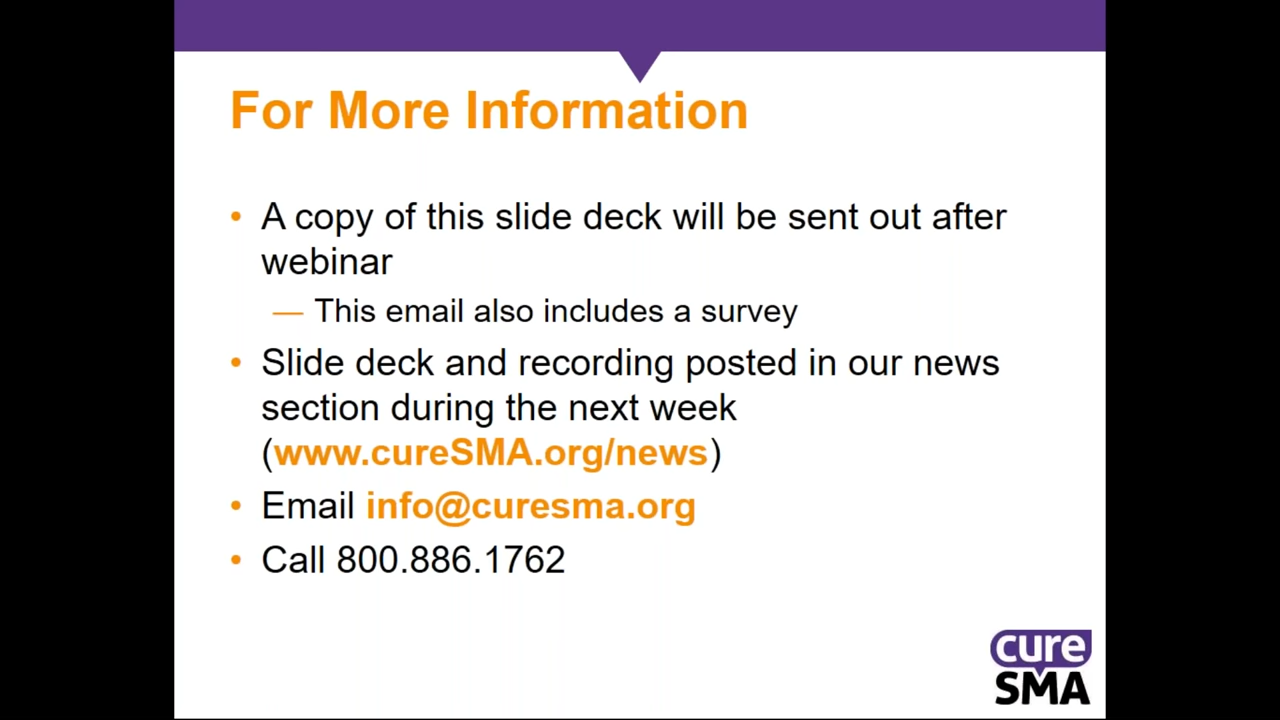 For More Information
• A copy of this slide deck will be sent out after
webinar
— This email also includes a survey
• Slide deck and recording posted in our news
section during the next week
(www.cureSMA.org/news)
• Email info@curesma.org
• Call 800.886.1762
cure
SMA